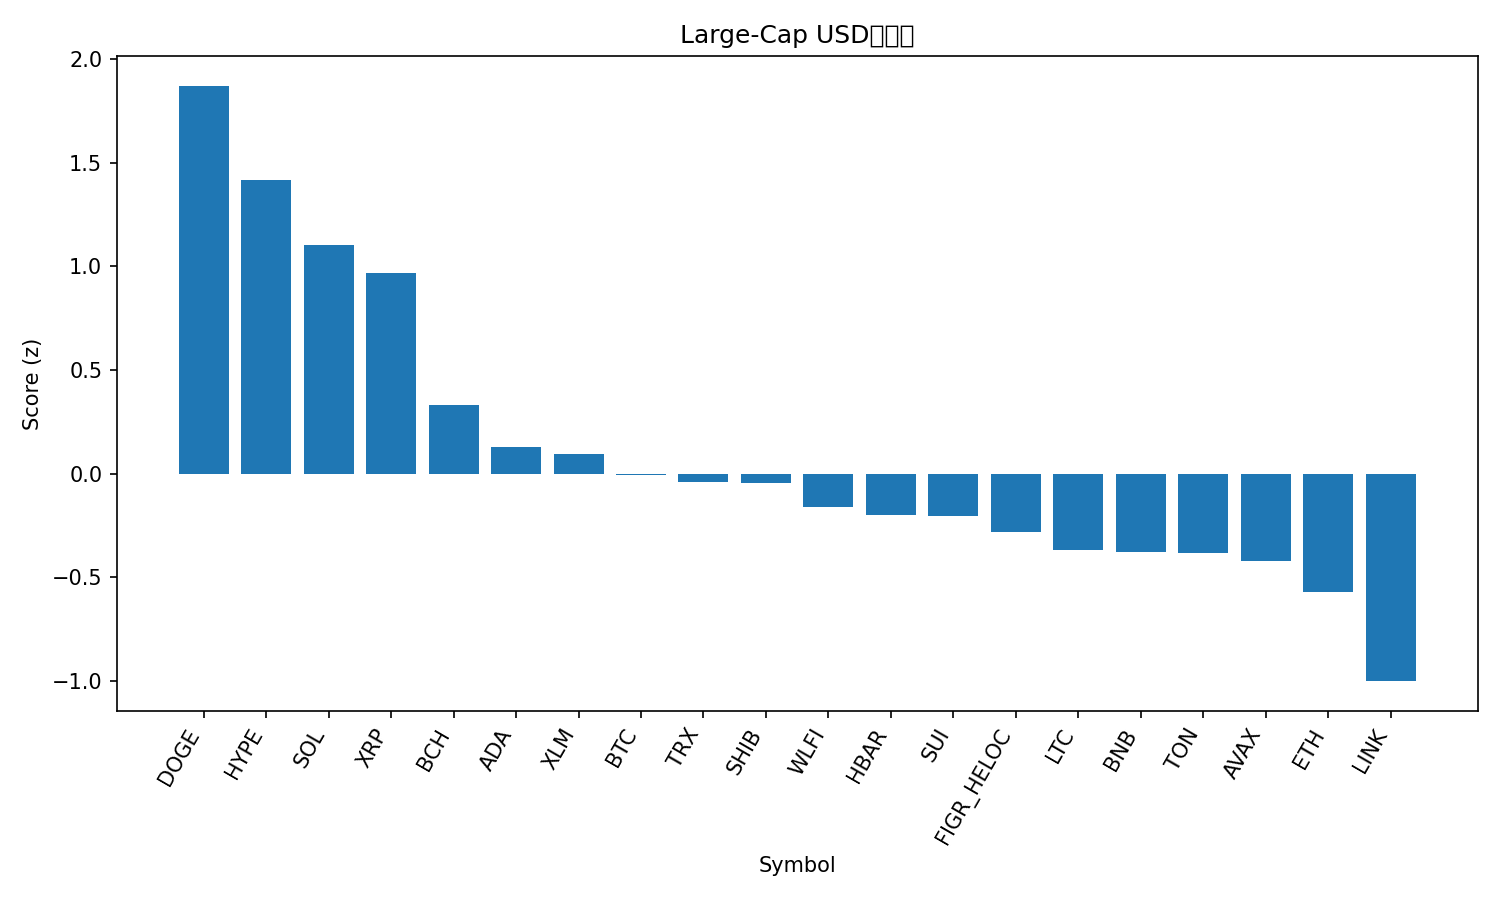 Large-Cap USD
2.0
1.5
1.0
0.5
0.0
−0.5
−1.0
Score (z)
DOGE
HYPE
SOL
XRP
BCH
ADA
XLM
BTC
TRX
SHIB
WLFI
HBAR
SUI
FIGR_HELOC
LTC
BNB
TON
AVAX
ETH
LINK
Symbol